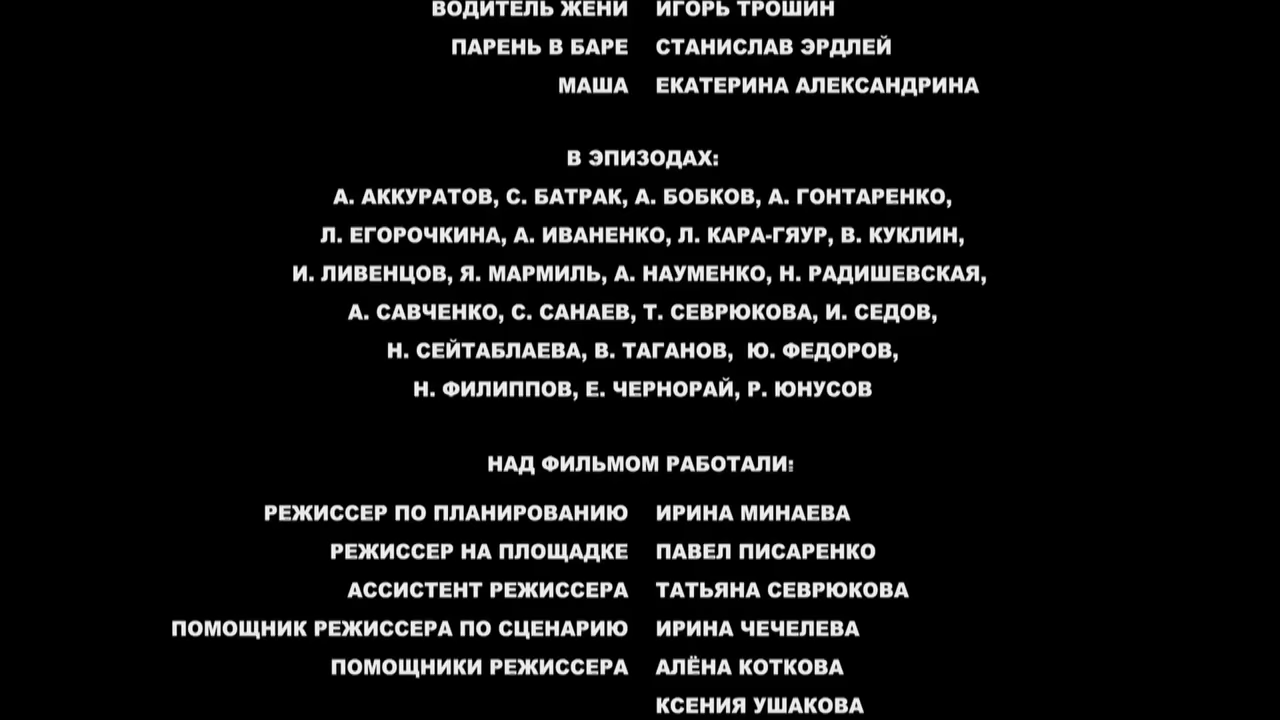 ВОДИТЕЛЬ ЖЕНИ ИГОРЬ ТРОШИН
ПАРЕНЬ В БАРЕ СТАНИСЛАВ ЭРДЛЕЙ
МАША ЕКАТЕРИНА АЛЕКСАНДРИНА
В ЭПИЗОДАХ:
А. АККУРАТОВ, С. БАТРАК, А. БОБКОВ, А. ГОНТАРЕНКО,
Л. ЕГОРОЧКИНА, А. ИВАНЕНКО, Л. КАРА-ГЯУР, В. КУКЛИН,
И. ЛИВЕНЦОВ, Я. МАРМИЛЬ, А. НАУМЕНКО, Н. РАДИШЕВСКАЯ,
А. САВЧЕНКО, С. САНАЕВ, Т. СЕВРЮКОВА, И. СЕДОВ,
Н. СЕЙТАБЛАЕВА, В. ТАГАНОВ, Ю. ФЕДОРОВ,
Н. ФИЛИППОВ, Е. ЧЕРНОРАЙ, Р. ЮНУСОВ
НАД ФИЛЬМОМ РАБОТАЛИ:
РЕЖИССЕР ПО ПЛАНИРОВАНИЮ ИРИНА МИНАЕВА
РЕЖИССЕР НА ПЛОЩАДКЕ ПАВЕЛ ПИСАРЕНКО
АССИСТЕНТ РЕЖИССЕРА ТАТЬЯНА СЕВРЮКОВА
ПОМОЩНИК РЕЖИССЕРА ПО СЦЕНАРИЮ ИРИНА ЧЕЧЕЛЕВА
ПОМОЩНИКИ РЕЖИССЕРА АЛЁНА КОТКОВА
КСЕНИЯ УШАКОВА